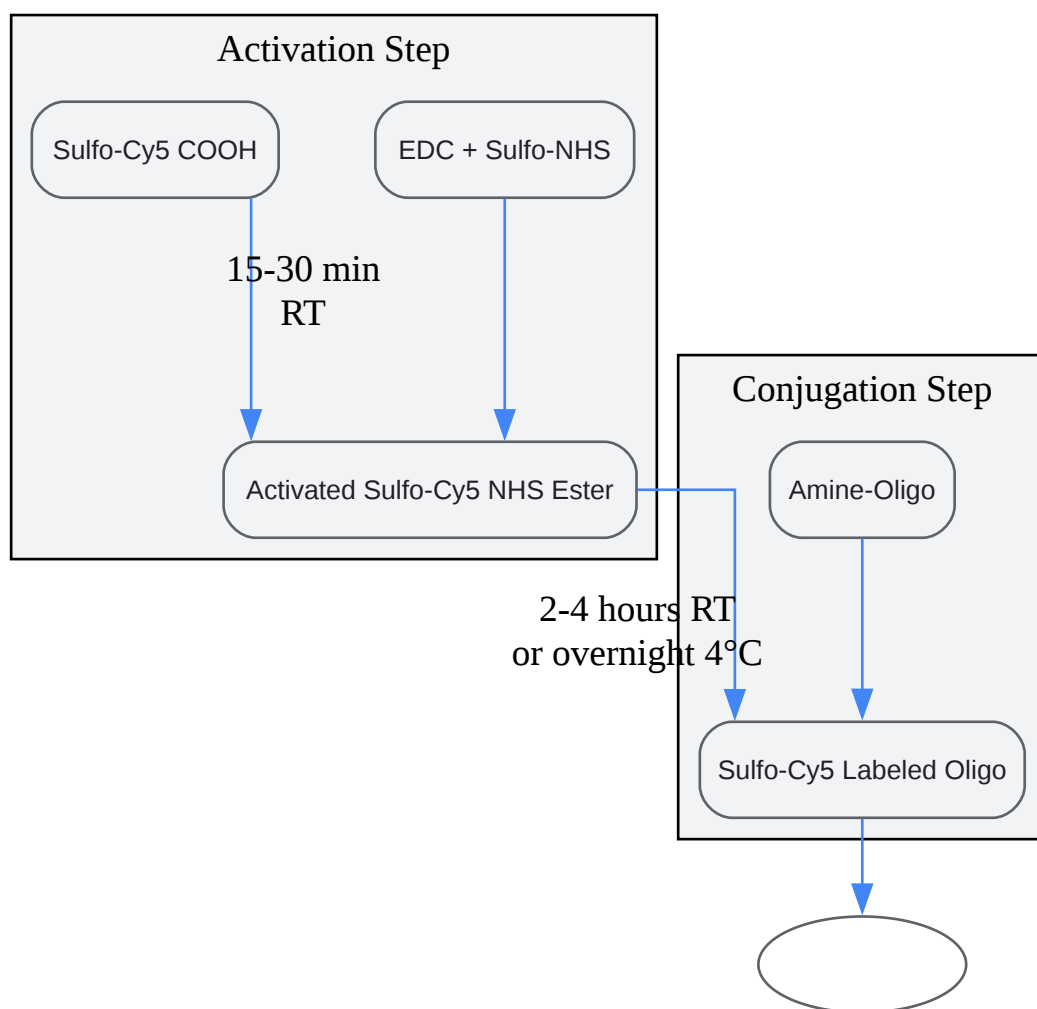 Activation Step
Sulfo-Cy5 COOH
EDC + Sulfo-NHS
15-30 min
RT
Activated Sulfo-Cy5 NHS Ester
Conjugation Step
Amine-Oligo
2-4 hours RT
or overnight 4°C
Sulfo-Cy5 Labeled Oligo